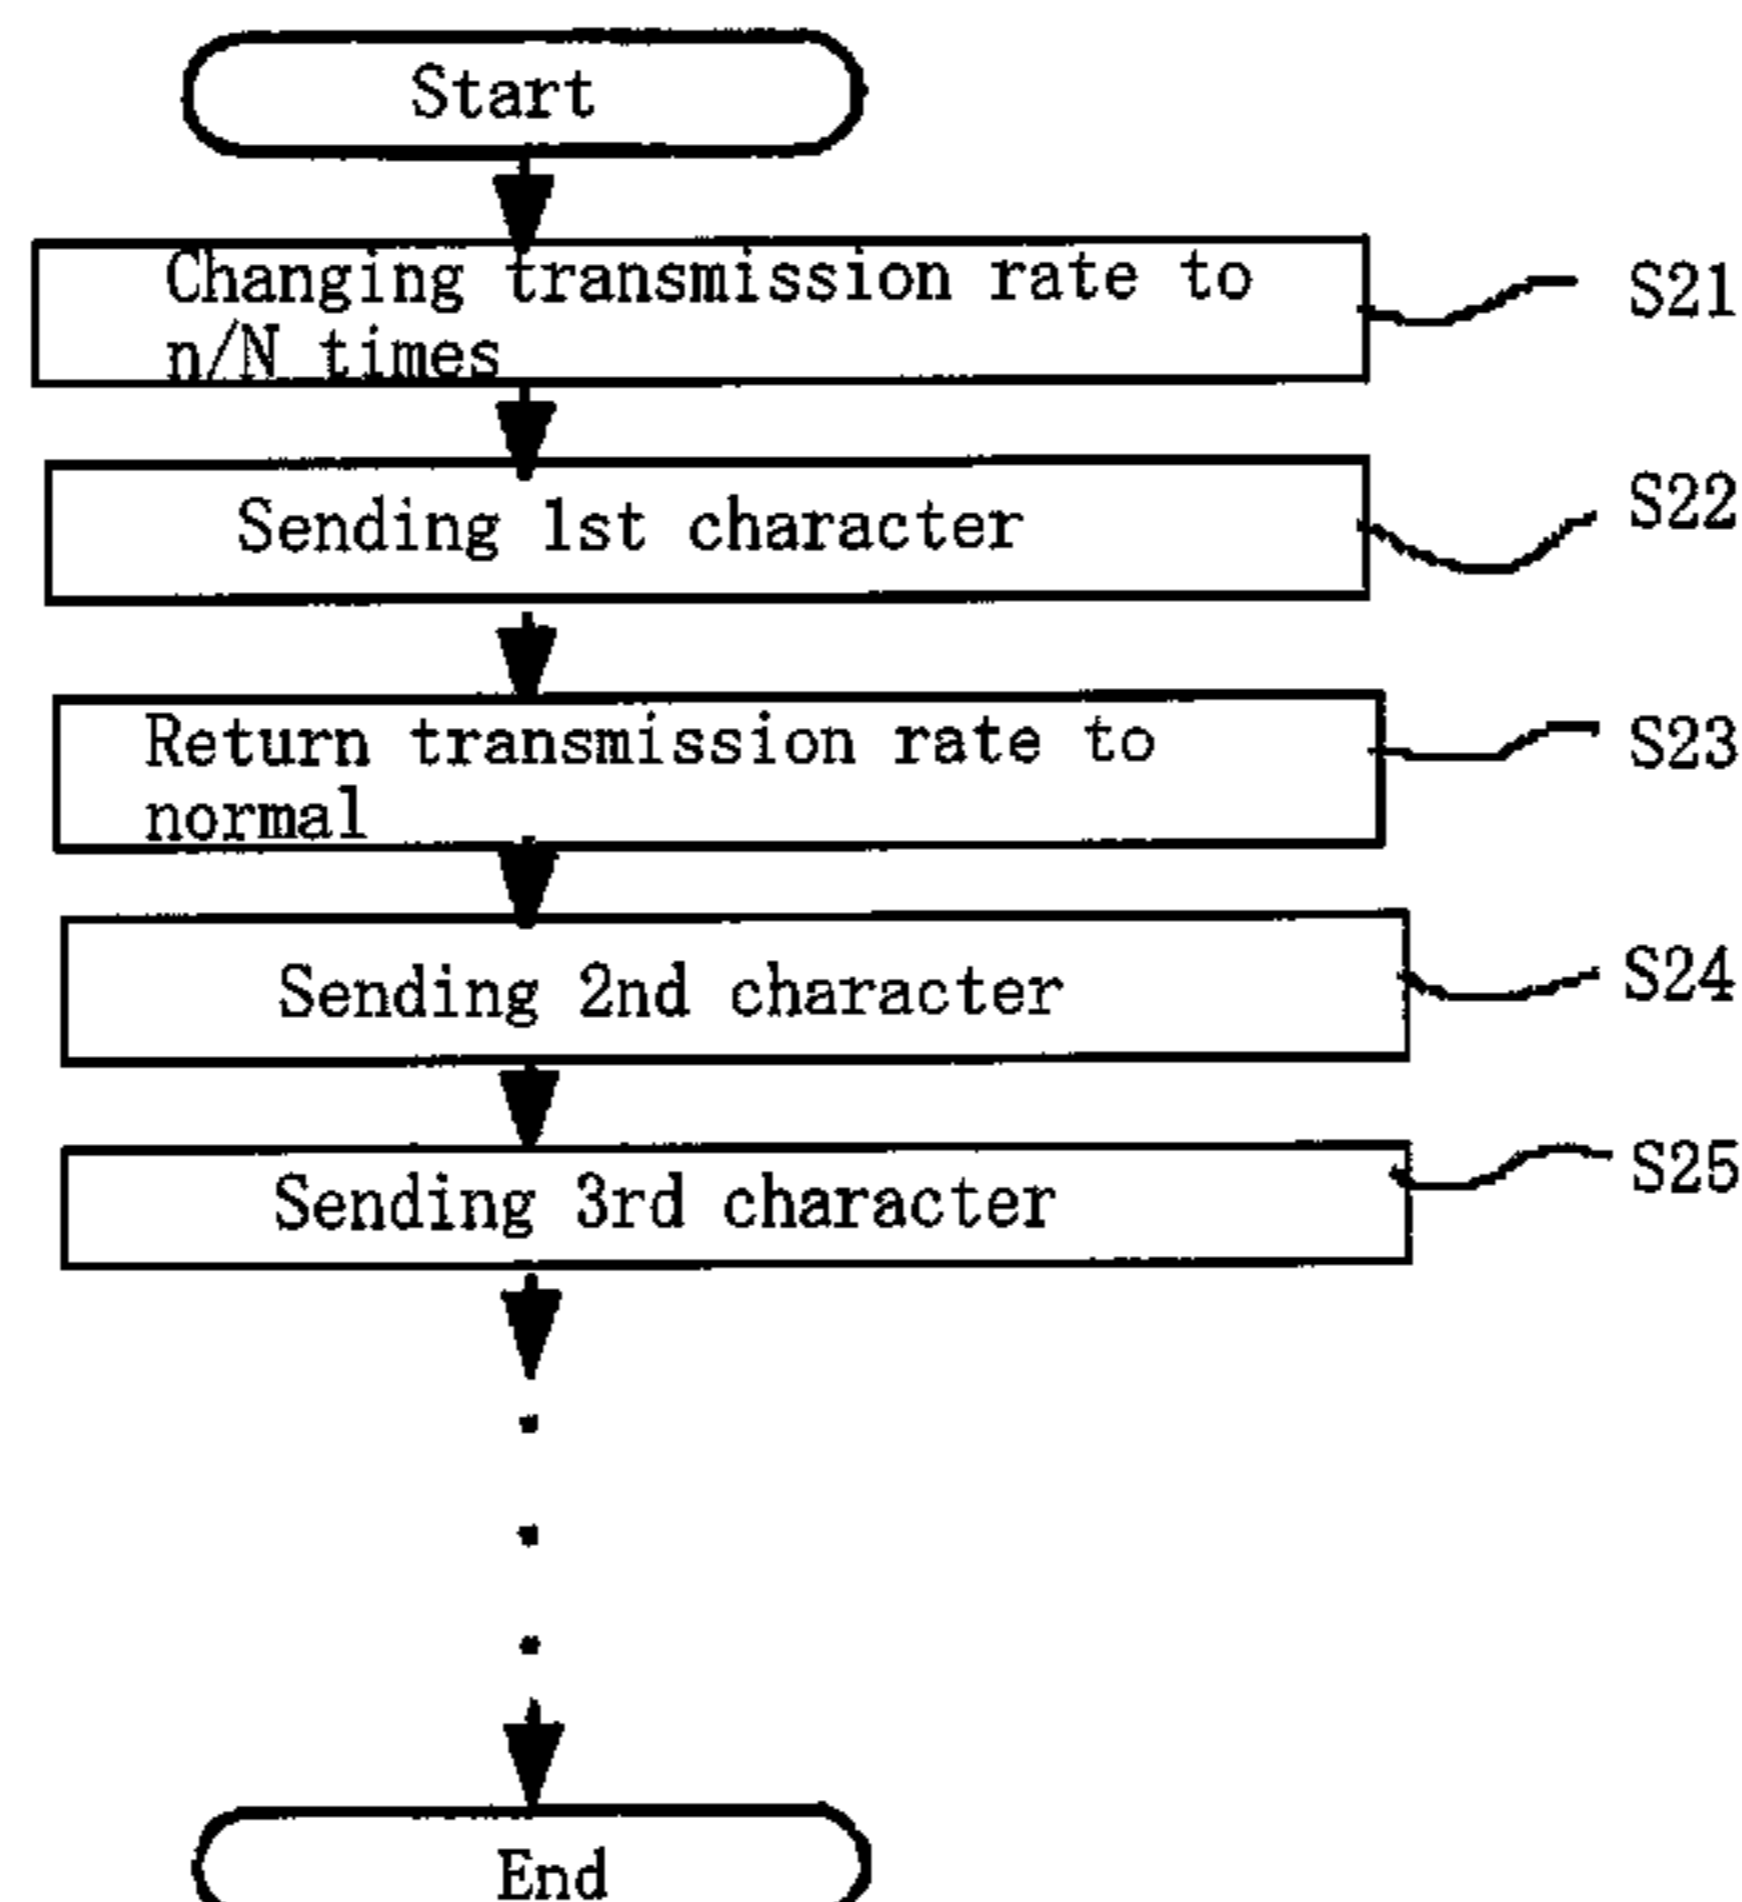 Start
Changing transmission rate to
n/N times
S21
Sending 1st character
S22
Return transmission rate to
normal
S23
Sending 2nd character
S24
Sending 3rd character
S25
End